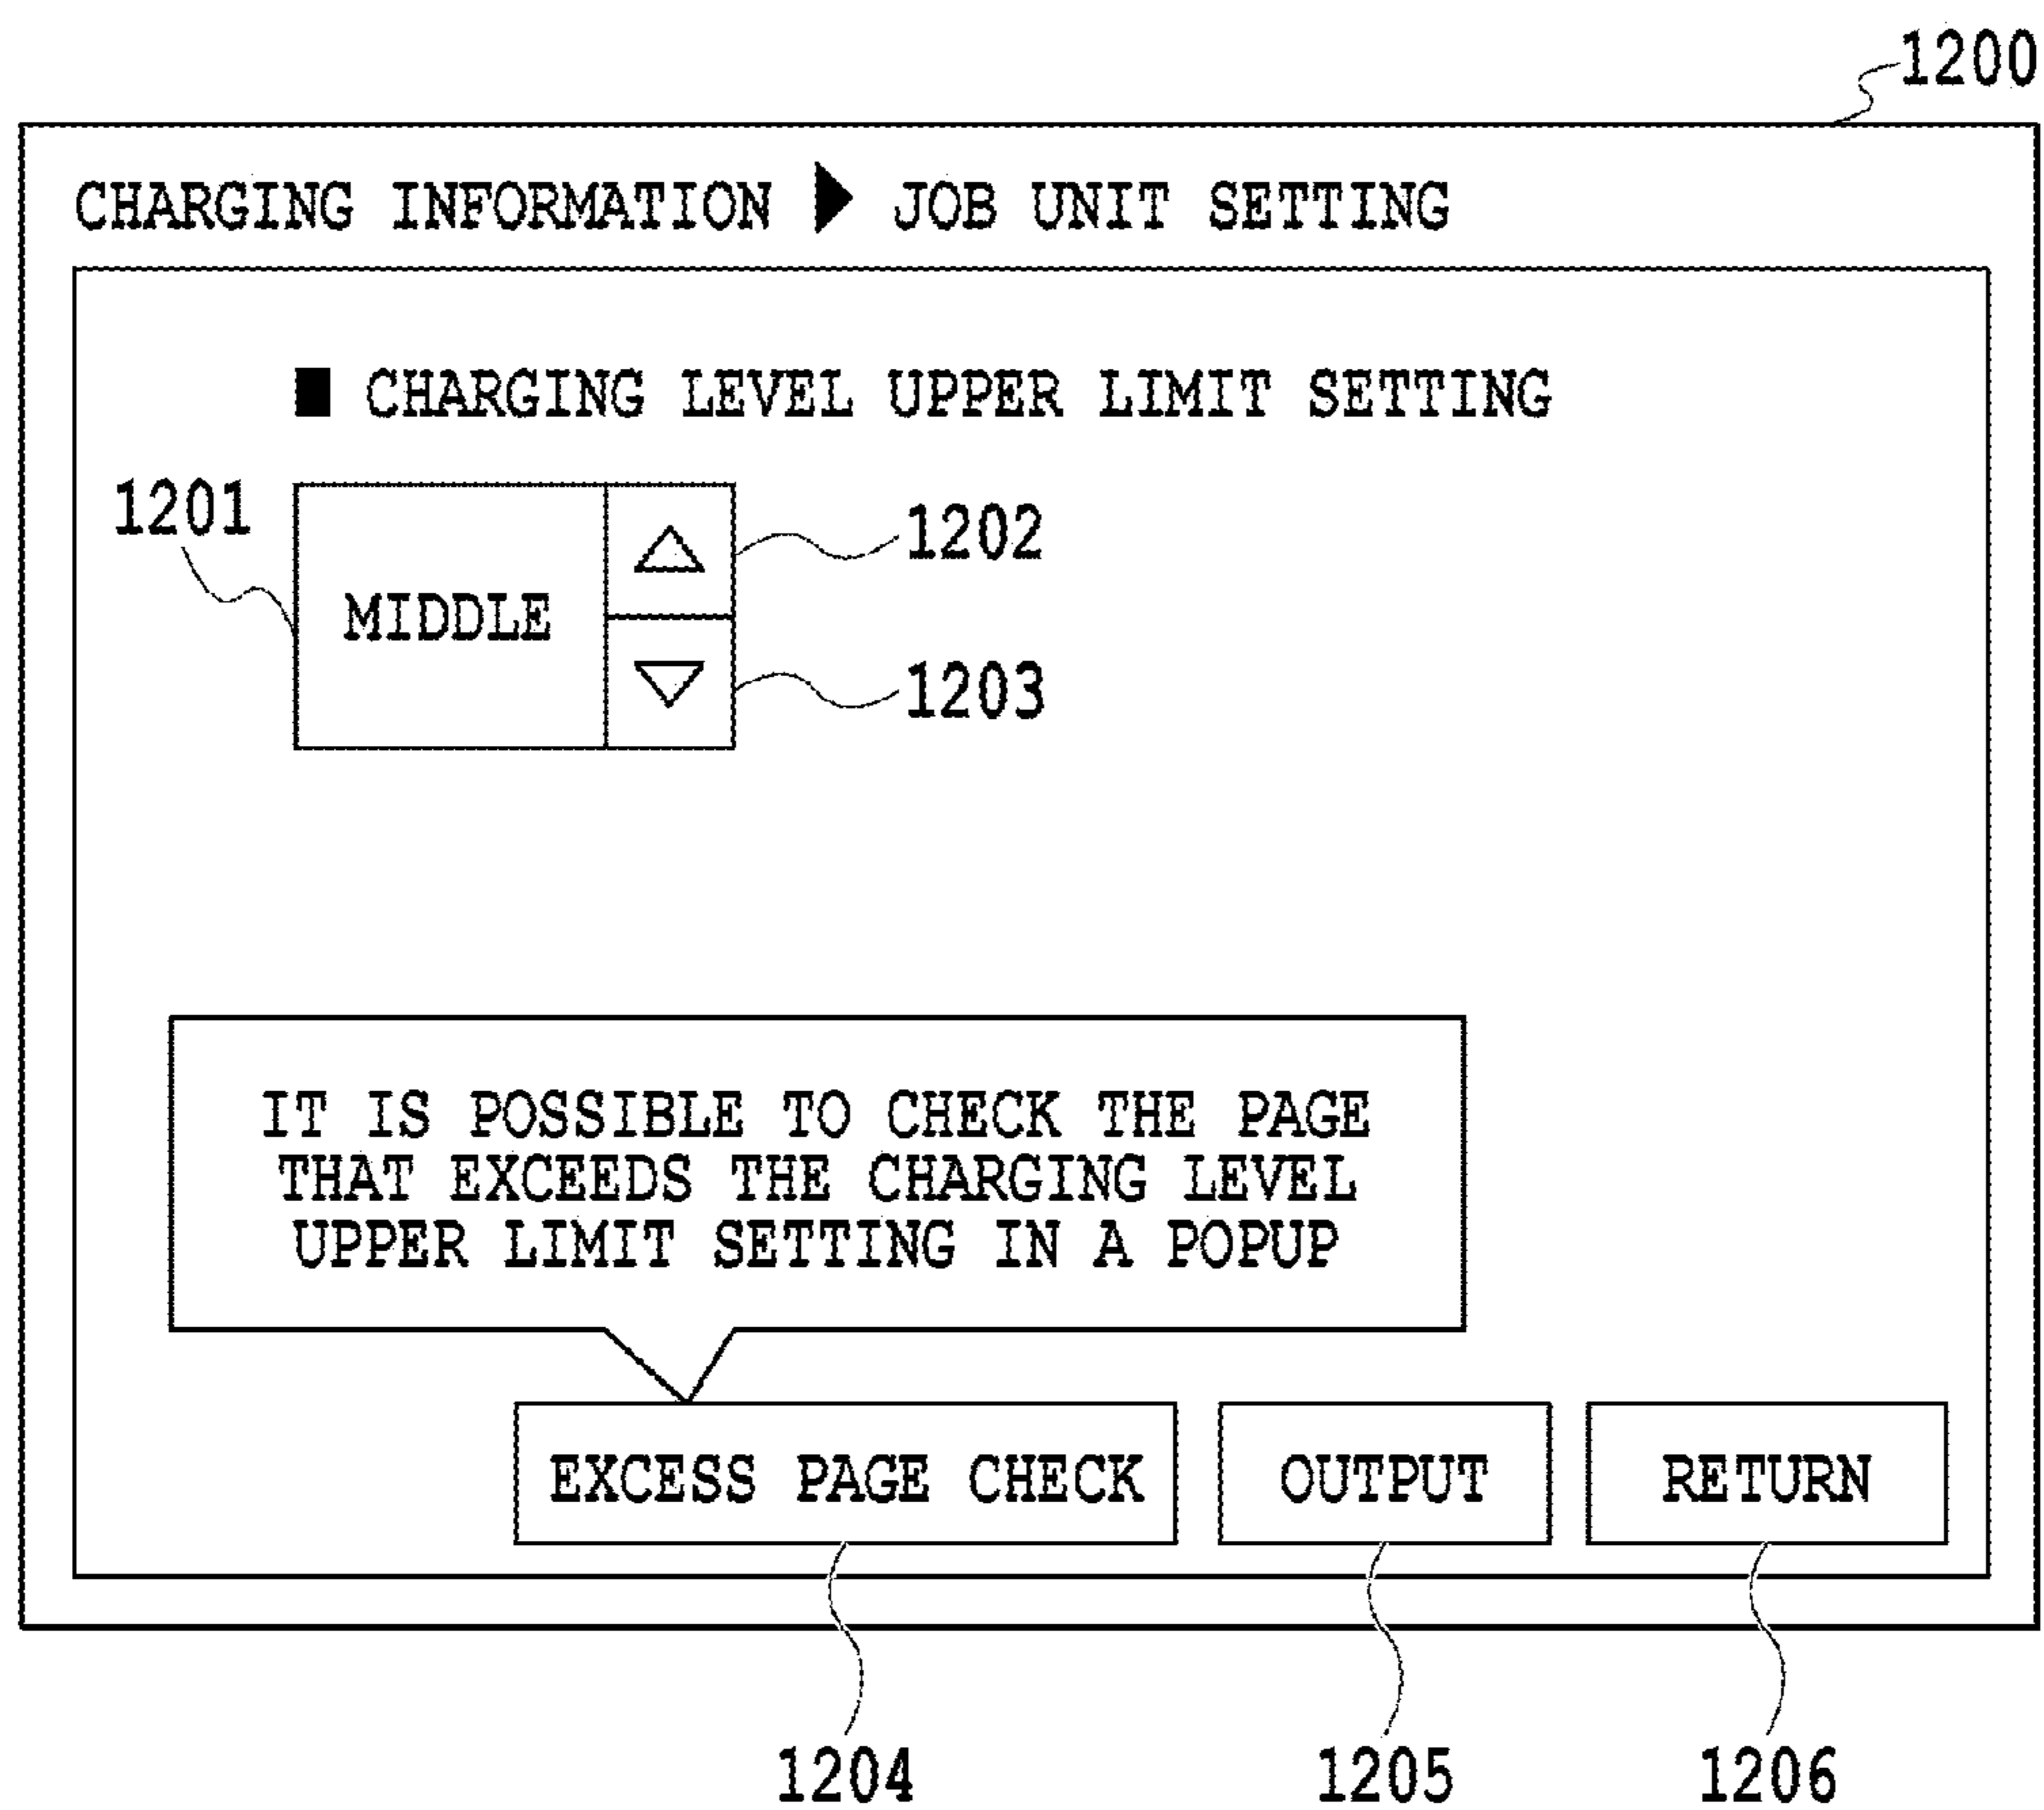 1200
CHARGING INFORMATION ▶ JOB UNIT SETTING
■ CHARGING LEVEL UPPER LIMIT SETTING
1201
MIDDLE
1202
1203
IT IS POSSIBLE TO CHECK THE PAGE
THAT EXCEEDS THE CHARGING LEVEL
UPPER LIMIT SETTING IN A POPUP
EXCESS PAGE CHECK
OUTPUT
RETURN
1204
1205
1206